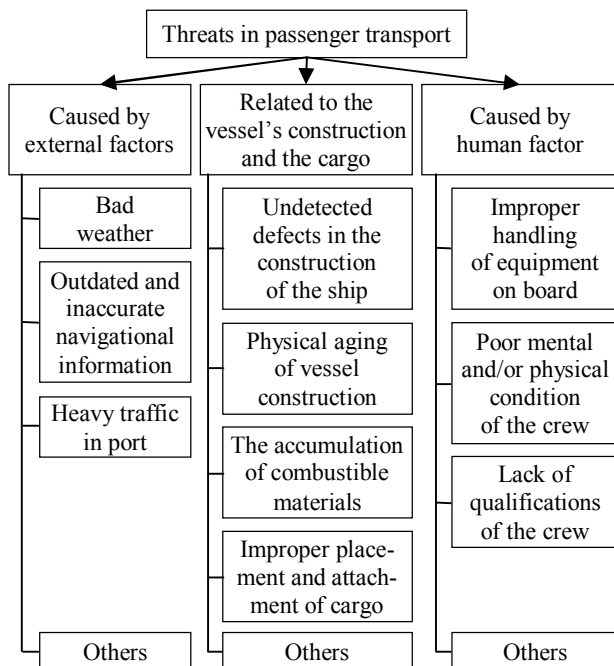 Threats in passenger transport
Caused by
external factors
Bad
weather
Outdated and
inaccurate
navigational
information
Heavy traffic
in port
Others
Related to the
vessel’s construction
and the cargo
Undetected
defects in the
construction
of the ship
Physical aging
of vessel
construction
The accumulation
of combustible
materials
Improper place-
ment and attach-
ment of cargo
Others
Caused by
human factor
Improper
handling
of equipment
on board
Poor mental
and/or physical
condition
of the crew
Lack of
qualifications
of the crew
Others